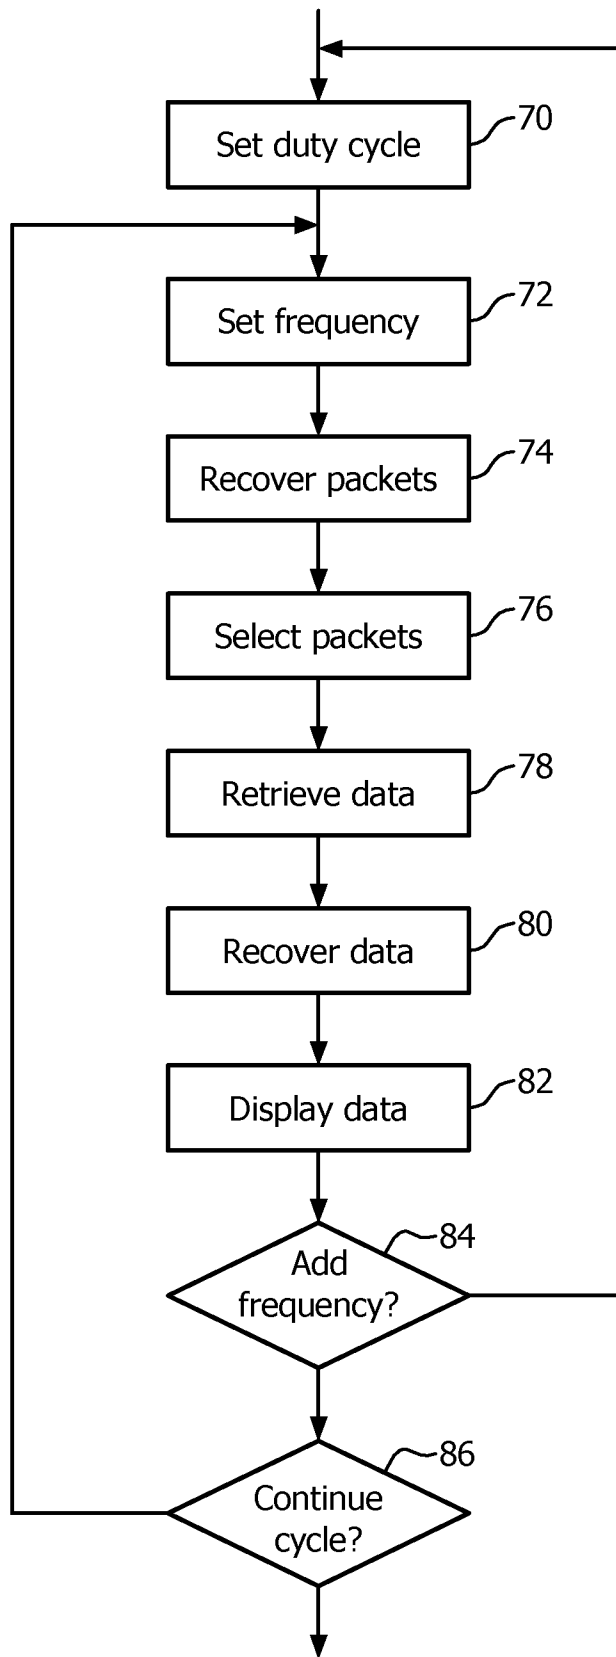 70
Set duty cycle
72
Set frequency
74
Recover packets
76
Select packets
78
Retrieve data
80
Recover data
82
Display data
84
Add
frequency?
86
Continue
cycle?